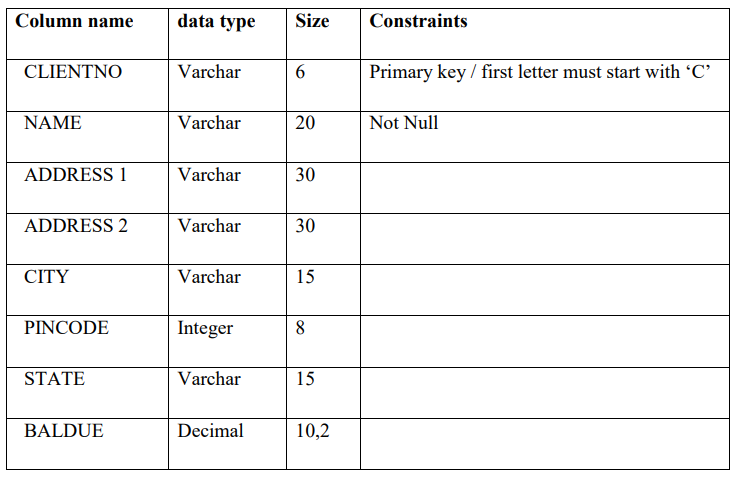 Column name data type Size Constraints
CLIENTNO Varchar 6 Primary key / first letter must start with ‘C’
NAME Varchar 20 Not Null
ADDRESS 1 Varchar 30
ADDRESS 2 Varchar 30
CITY Varchar 15
PINCODE Integer 8
STATE Varchar 15
BALDUE Decimal 10,2